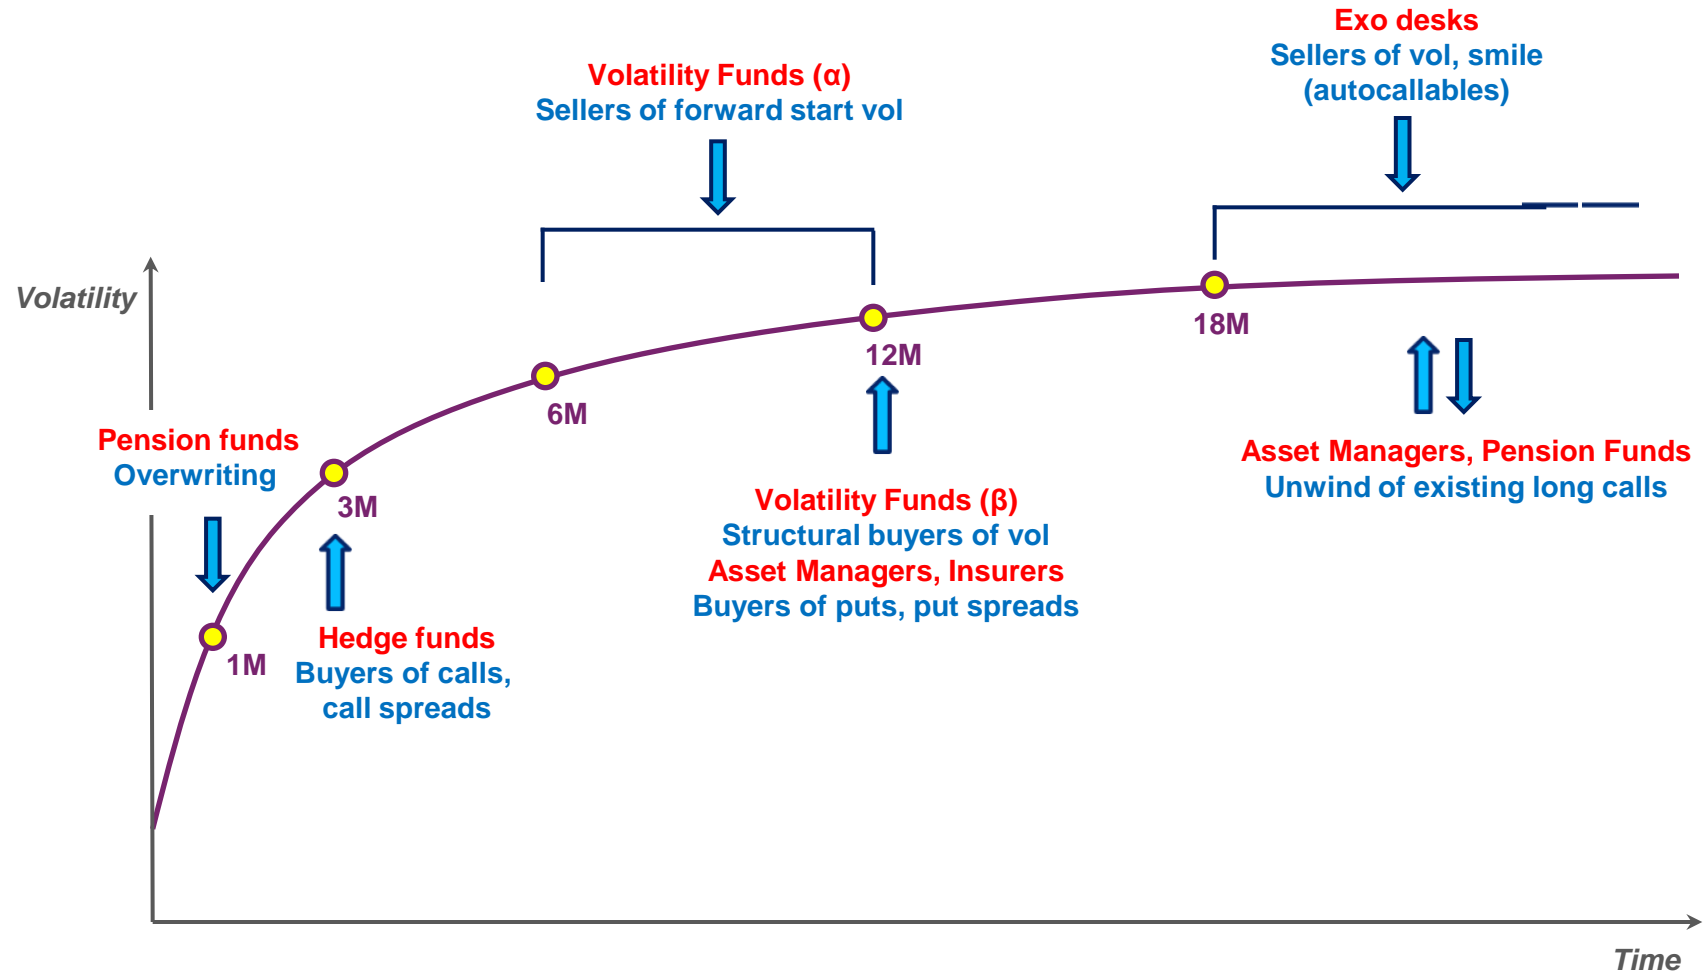 Exo desks
Sellers of vol, smile
(autocallables)
Volatility Funds (α)
Sellers of forward start vol
Volatility
18M
12M
6M
Pension funds
Overwriting
3M
Asset Managers, Pension Funds
Unwind of existing long calls
Volatility Funds (β)
Structural buyers of vol
Asset Managers, Insurers
Buyers of puts, put spreads
1M
Hedge funds
Buyers of calls,
call spreads
Time